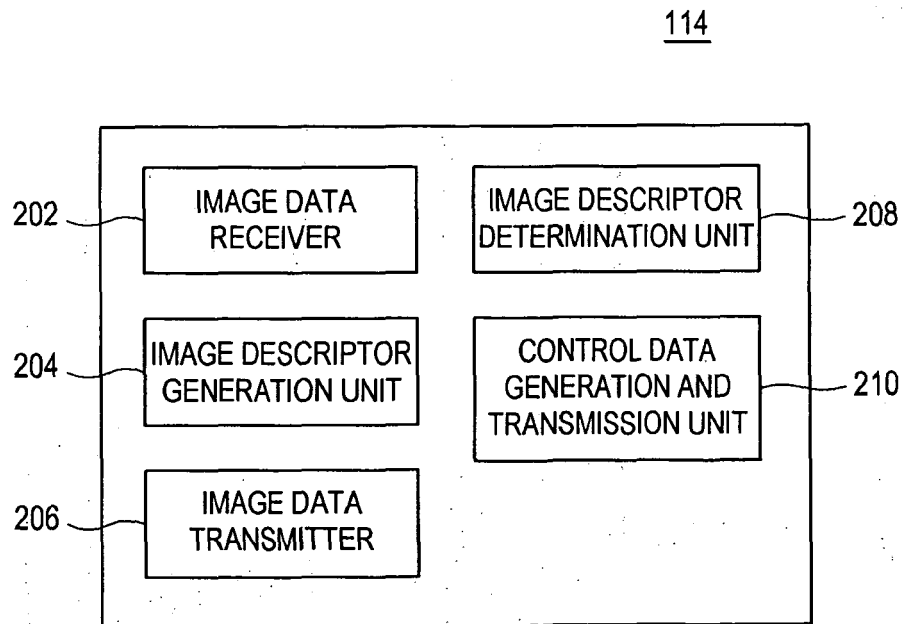 114
202
IMAGE DATA
RECEIVER
IMAGE DESCRIPTOR
DETERMINATION UNIT
208
204
IMAGE DESCRIPTOR
GENERATION UNIT
CONTROL DATA
GENERATION AND
TRANSMISSION UNIT
210
206
IMAGE DATA
TRANSMITTER